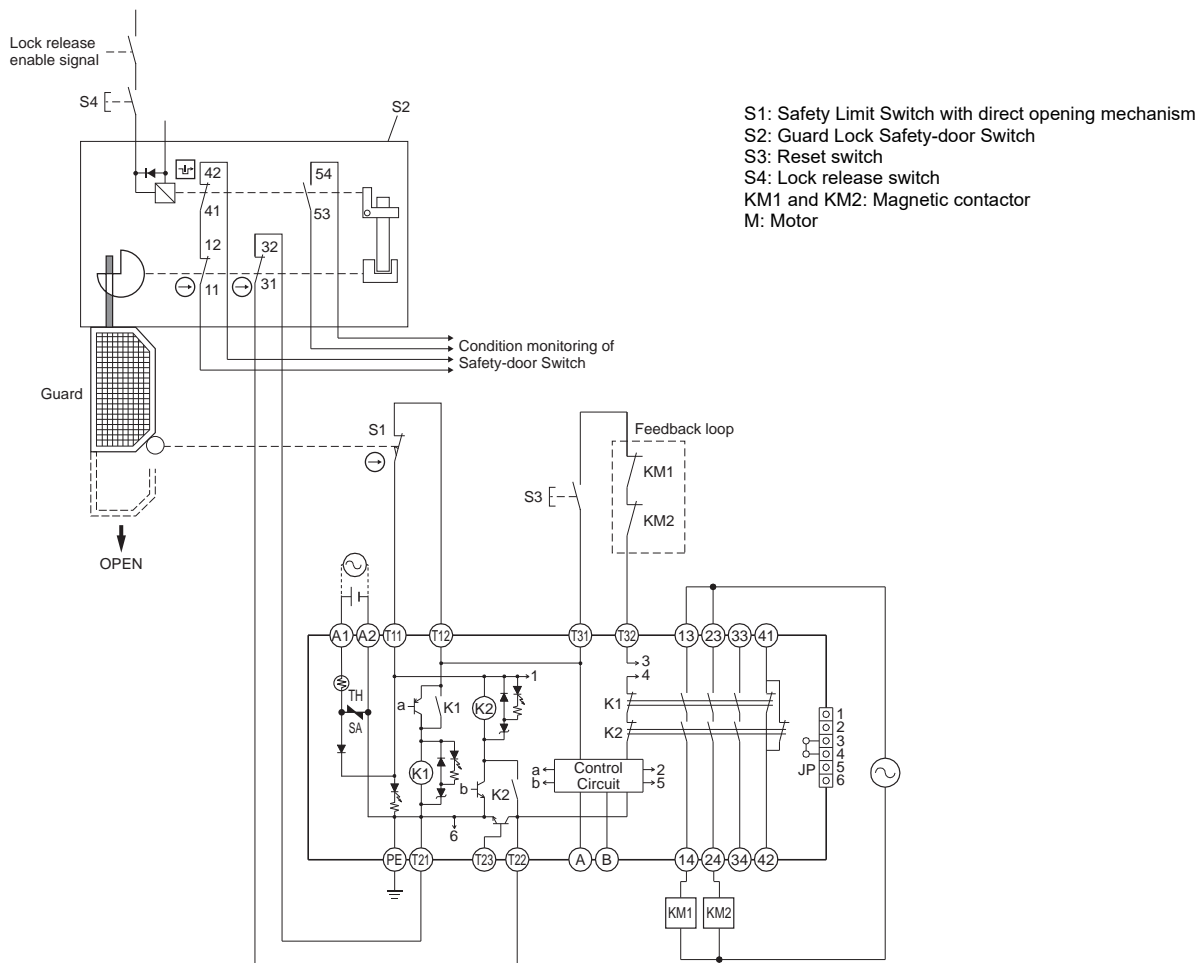 Lock release
enable signal
S4
S2
S1: Safety Limit Switch with direct opening mechanism
S2: Guard Lock Safety-door Switch
S3: Reset switch
S4: Lock release switch
KM1 and KM2: Magnetic contactor
M: Motor
42
54
41
53
12
32
11
31
Condition monitoring of
Safety-door Switch
Guard
S1
Feedback loop
KM1
S3
KM2
OPEN
A1 A2 T11 T12 T31 T32 13 23 33 41
3
1
4
TH
a
K1
K2
K1
SA
K2
1
2
3
4
5
6
JP
K1
b
K2
a
b
Control
Circuit
2
5
6
PE T21 T23 T22 A B 14 24 34 42
KM1 KM2